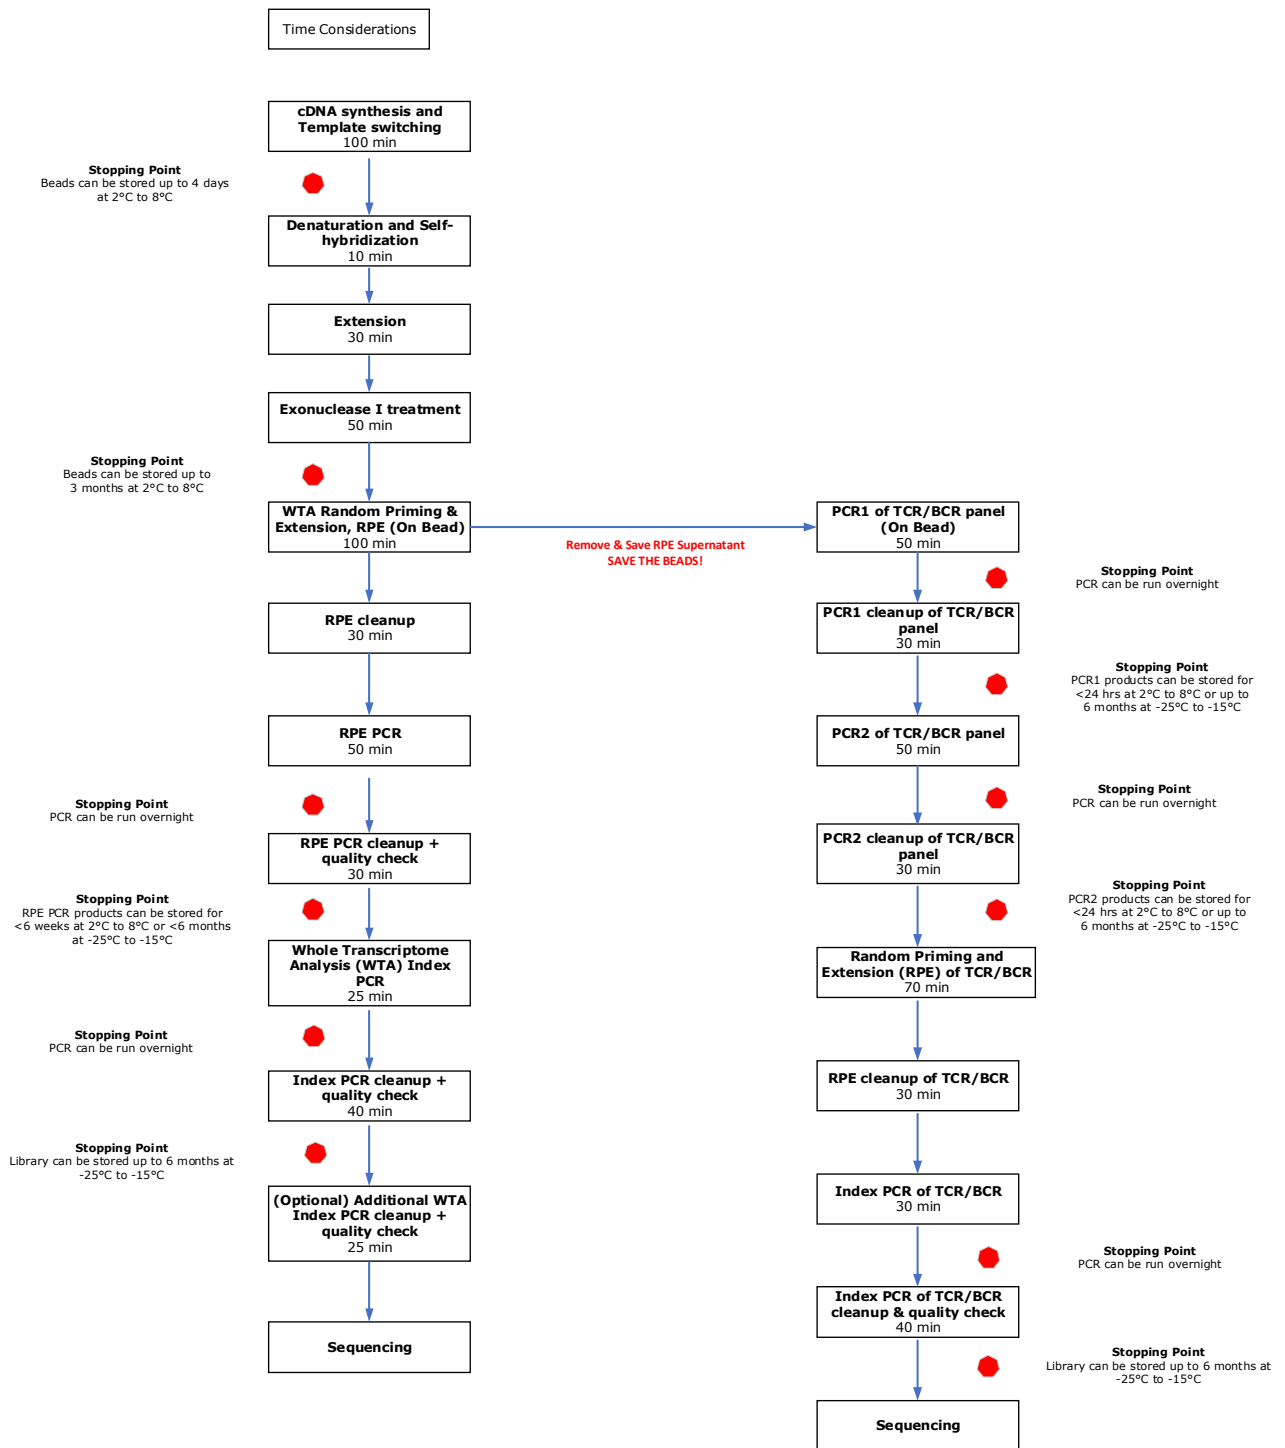 Time Considerations
cDNA synthesis and
Template switching
100 min
Stopping Point
Beads can be stored up to 4 days
at 2°C to 8°C
Denaturation and Self-
hybridization
10 min
Extension
30 min
Exonuclease I treatment
50 min
Stopping Point
Beads can be stored up to
3 months at 2°C to 8°C
WTA Random Priming &
Extension, RPE (On Bead)
100 min
Remove & Save RPE Supernatant
SAVE THE BEADS!
RPE cleanup
30 min
RPE PCR
50 min
Stopping Point
PCR can be run overnight
RPE PCR cleanup +
quality check
30 min
Stopping Point
RPE PCR products can be stored for
<6 weeks at 2°C to 8°C or <6 months
at -25°C to -15°C
Whole Transcriptome
Analysis (WTA) Index
PCR
25 min
Stopping Point
PCR can be run overnight
Index PCR cleanup +
quality check
40 min
Stopping Point
Library can be stored up to 6 months at
-25°C to -15°C
(Optional) Additional WTA
Index PCR cleanup +
quality check
25 min
Sequencing
PCR1 of TCR/BCR panel
(On Bead)
50 min
Stopping Point
PCR can be run overnight
PCR1 cleanup of TCR/BCR
panel
30 min
Stopping Point
PCR1 products can be stored for
<24 hrs at 2°C to 8°C or up to
6 months at -25°C to -15°C
PCR2 of TCR/BCR panel
50 min
Stopping Point
PCR can be run overnight
PCR2 cleanup of TCR/BCR
panel
30 min
Stopping Point
PCR2 products can be stored for
<24 hrs at 2°C to 8°C or up to
6 months at -25°C to -15°C
Random Priming and
Extension (RPE) of TCR/BCR
70 min
RPE cleanup of TCR/BCR
30 min
Index PCR of TCR/BCR
30 min
Stopping Point
PCR can be run overnight
Index PCR of TCR/BCR
cleanup & quality check
40 min
Stopping Point
Library can be stored up to 6 months at
-25°C to -15°C
Sequencing